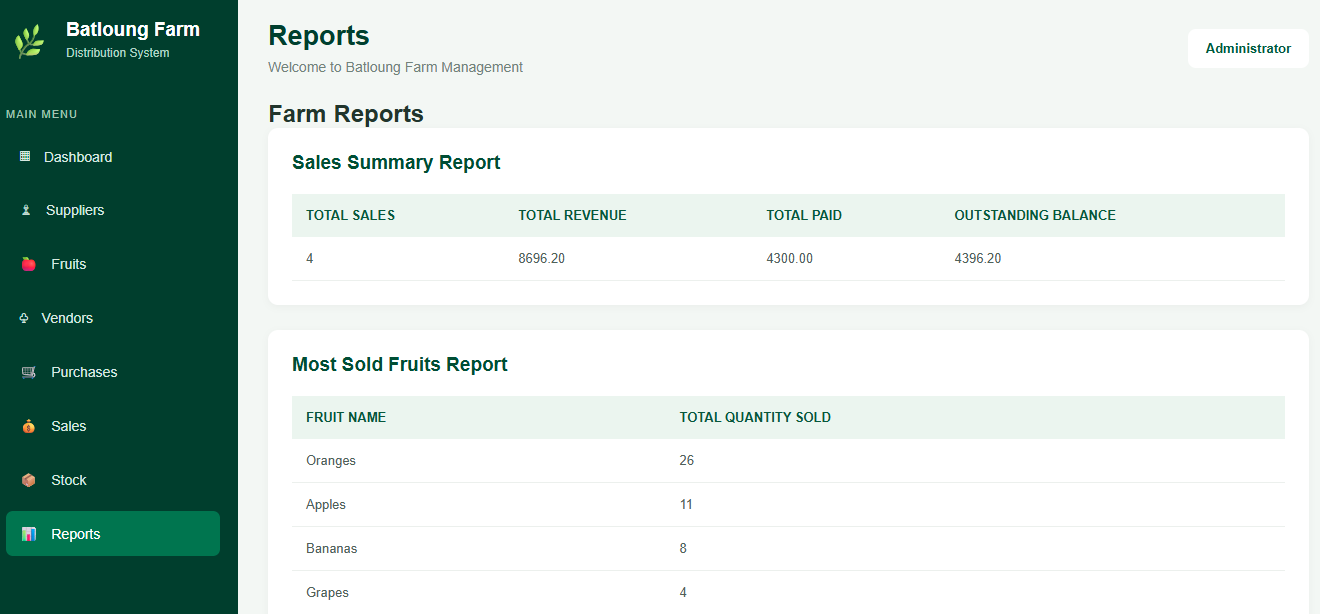 Batloung Farm
Distribution System
MAIN MENU
Dashboard
Suppliers
Fruits
Vendors
Purchases
Sales
Stock
Reports
Reports
Welcome to Batloung Farm Management
Administrator
Farm Reports
Sales Summary Report
TOTAL SALES TOTAL REVENUE TOTAL PAID OUTSTANDING BALANCE
4 8696.20 4300.00 4396.20
Most Sold Fruits Report
FRUIT NAME TOTAL QUANTITY SOLD
Oranges 26
Apples 11
Bananas 8
Grapes 4